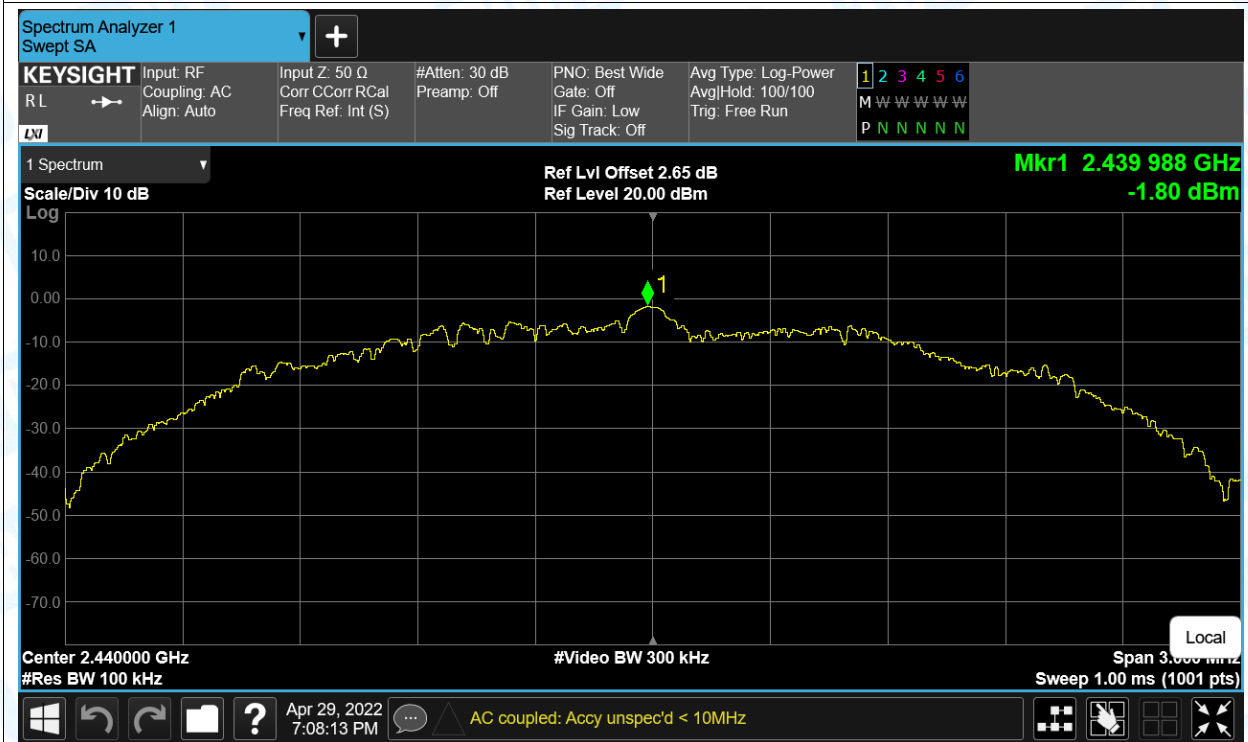 Spectrum Analyzer 1
Swept SA
+
KEYSIGHT
R L
LXI
Input: RF
Coupling: AC
Align: Auto
Input Z: 50 Ω
Corr CCorr RCal
Freq Ref: Int (S)
#Atten: 30 dB
Preamp: Off
PNO: Best Wide
Gate: Off
IF Gain: Low
Sig Track: Off
Avg Type: Log-Power
Avg|Hold: 100/100
Trig: Free Run
1 2 3 4 5 6
M W W W W W
P N N N N N
1 Spectrum
Scale/Div 10 dB
Log
Ref Lvl Offset 2.65 dB
Ref Level 20.00 dBm
Mkr1 2.439 988 GHz
-1.80 dBm
10.0
0.00
-10.0
-20.0
-30.0
-40.0
-50.0
-60.0
-70.0
1
Local
Center 2.440000 GHz
#Res BW 100 kHz
#Video BW 300 kHz
Span
Sweep 1.00 ms (1001 pts)
?
Apr 29, 2022
7:08:13 PM
AC coupled: Accy unspec'd < 10MHz